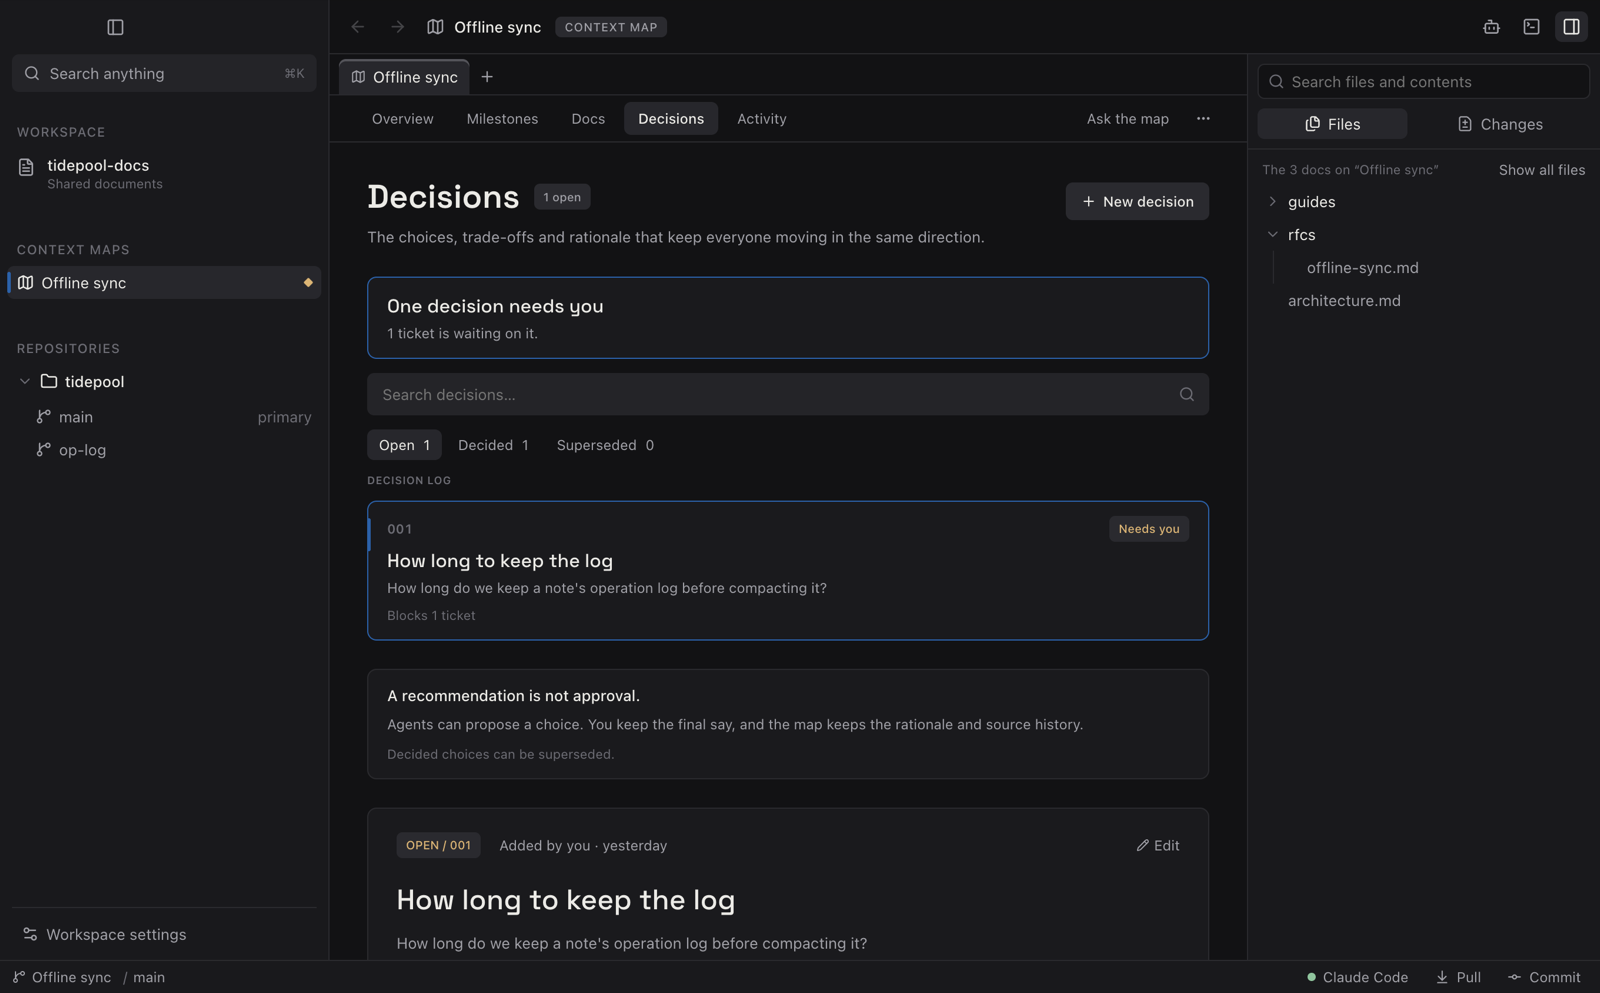 Offline sync
CONTEXT MAP
Search anything
⌘K
WORKSPACE
tidepool-docs
Shared documents
CONTEXT MAPS
Offline sync
REPOSITORIES
tidepool
main
primary
op-log
Workspace settings
Offline sync
Overview
Milestones
Docs
Decisions
Activity
Ask the map
Decisions
1 open
New decision
The choices, trade-offs and rationale that keep everyone moving in the same direction.
One decision needs you
1 ticket is waiting on it.
Search decisions...
Open 1
Decided 1
Superseded 0
DECISION LOG
001
Needs you
How long to keep the log
How long do we keep a note's operation log before compacting it?
Blocks 1 ticket
A recommendation is not approval.
Agents can propose a choice. You keep the final say, and the map keeps the rationale and source history.
Decided choices can be superseded.
OPEN / 001
Added by you · yesterday
Edit
How long to keep the log
How long do we keep a note's operation log before compacting it?
Search files and contents
Files
Changes
The 3 docs on “Offline sync”
Show all files
guides
rfcs
offline-sync.md
architecture.md
Offline sync / main
Claude Code
Pull
Commit